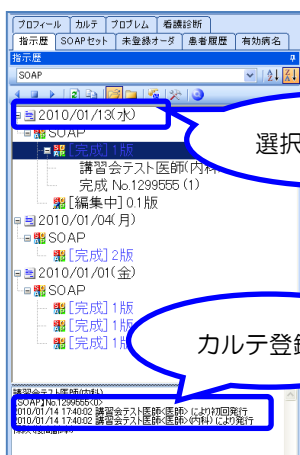 プロフィール カルテ プロブレム 看護診断
指示歴 SOAPセット 未登録オーダ 患者履歴 有効病名
指示歴
SOAP
2010/01/13(水)
SOAP
[完成]1版
選択
講習会テスト医師(内科
完成 No.1299555 (1)
[編集中]0.1版
2010/01/04(月)
SOAP
[完成]2版
2010/01/01(金)
SOAP
[完成]1版
[完成]1版
[完成]1版
カルテ登録
講習会テスト医師(内科)
[SOAP]No.1299555<0>
2010/01/14 17:40:02 講習会テスト医師<医師> により初回発行
2010/01/14 17:40:02 講習会テスト医師<医師>(内科) により発行